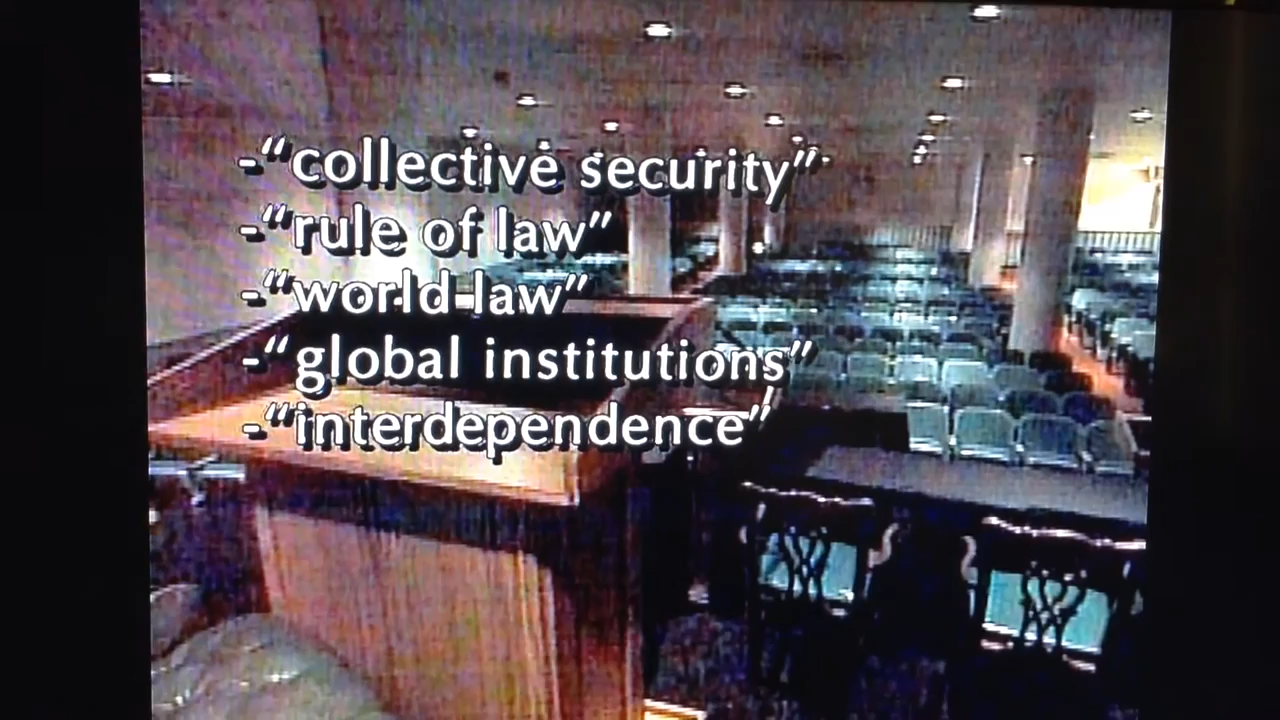 -“collective security”
-“rule of law”
-“world law”
-“global institutions”
-“interdependence”